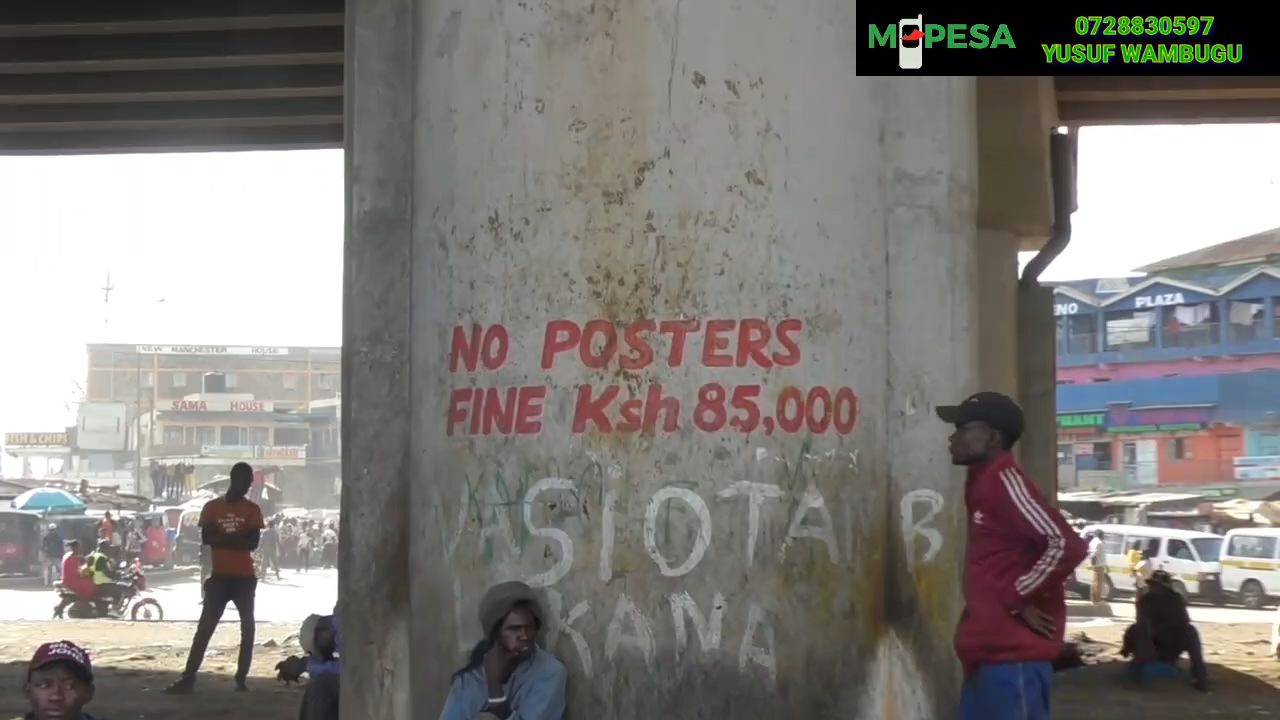 M PESA
0728830597
YUSUF WAMBUGU
NO POSTERS
FINE Ksh 85,000
SIOTA B
KANA
NEW MANCHESTER HOUSE
SAMA HOUSE
FISH & CHIPS
ENO PLAZA